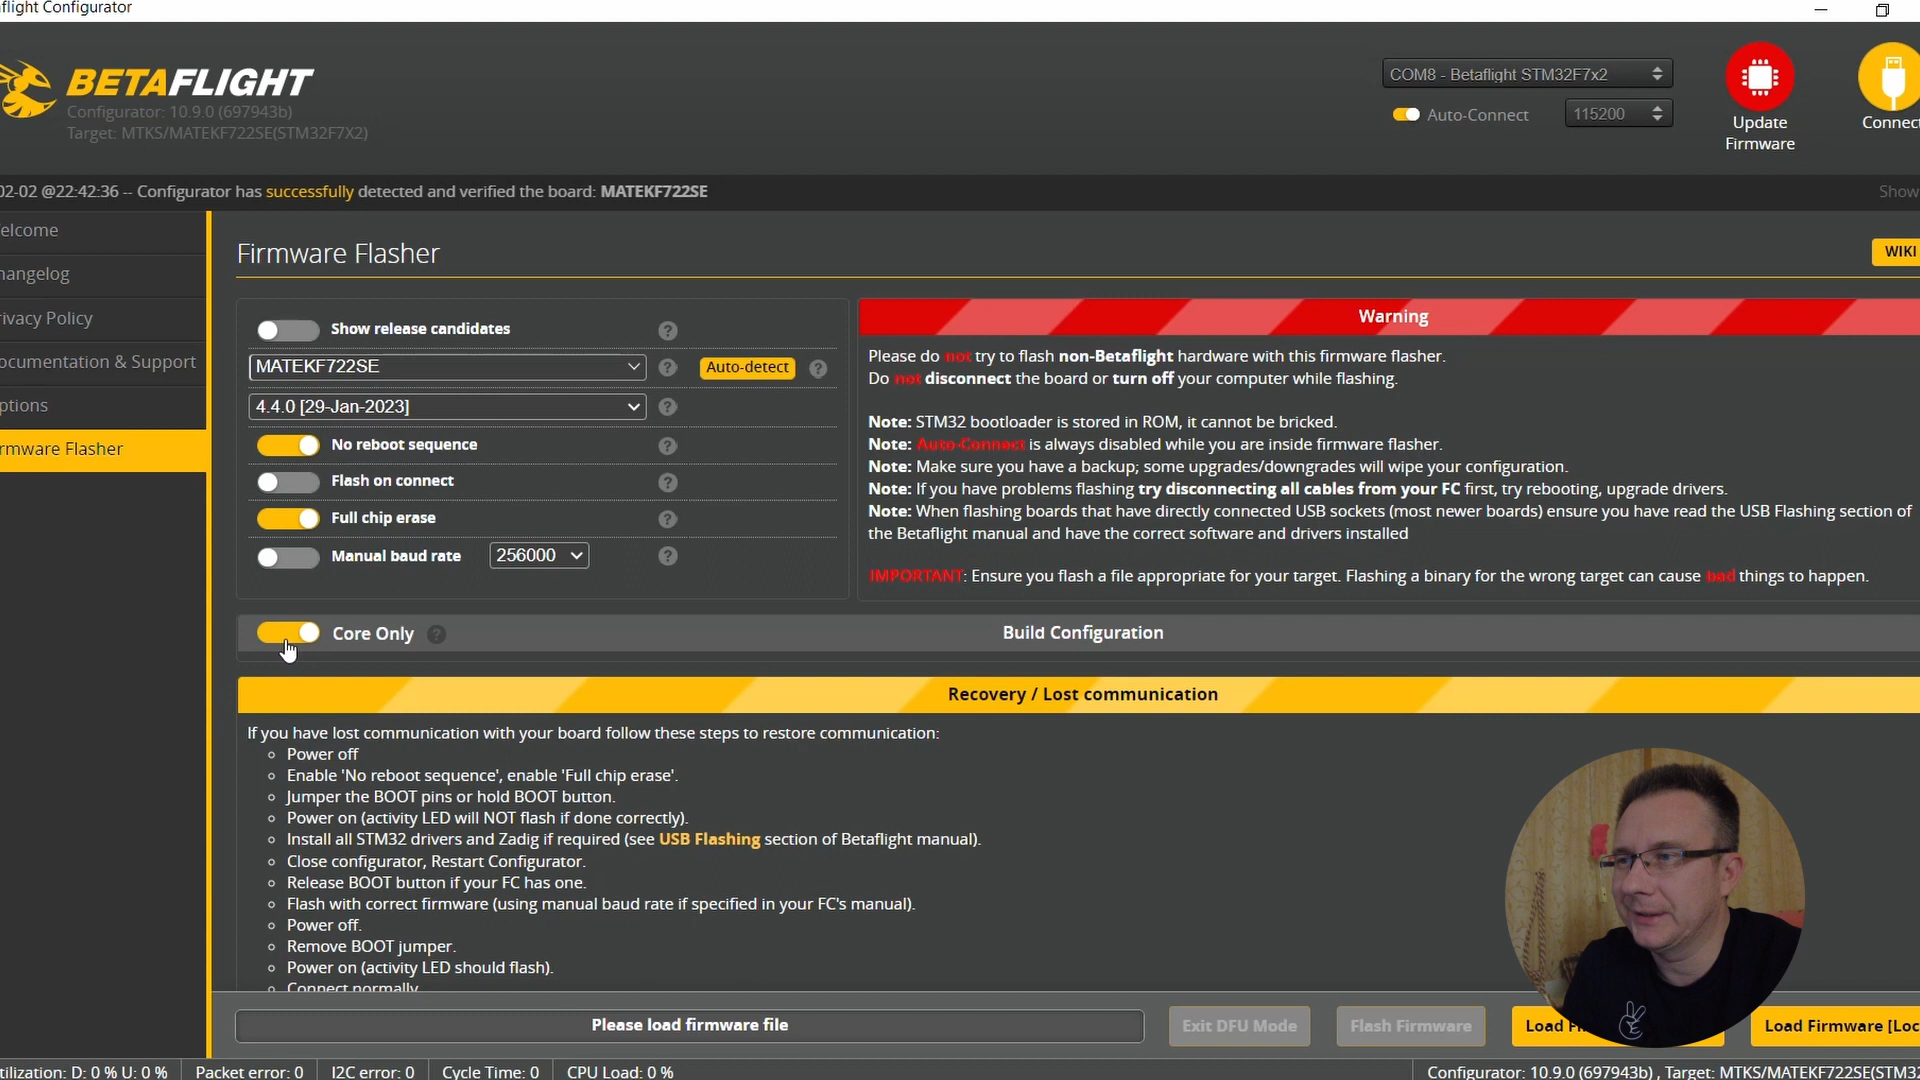 flight Configurator
BETAFLIGHT
Configurator: 10.9.0 (697943b)
Target: MTKS/MATEKF722SE(STM32F7X2)
COM8 - Betaflight STM32F7x2
Auto-Connect
115200
Update
Firmware
Connect
02-02 @22:42:36 -- Configurator has successfully detected and verified the board: MATEKF722SE
Show
elcome
hangelog
rivacy Policy
ocumentation & Support
ptions
rmware Flasher
Firmware Flasher
WIKI
Show release candidates
MATEKF722SE
Auto-detect
4.4.0 [29-Jan-2023]
No reboot sequence
Flash on connect
Full chip erase
Manual baud rate
256000
Warning
Please do not try to flash non-Betaflight hardware with this firmware flasher.
Do not disconnect the board or turn off your computer while flashing.
Note: STM32 bootloader is stored in ROM, it cannot be bricked.
Note: Auto-Connect is always disabled while you are inside firmware flasher.
Note: Make sure you have a backup; some upgrades/downgrades will wipe your configuration.
Note: If you have problems flashing try disconnecting all cables from your FC first, try rebooting, upgrade drivers.
Note: When flashing boards that have directly connected USB sockets (most newer boards) ensure you have read the USB Flashing section of
the Betaflight manual and have the correct software and drivers installed
IMPORTANT: Ensure you flash a file appropriate for your target. Flashing a binary for the wrong target can cause bad things to happen.
Core Only
Build Configuration
Recovery / Lost communication
If you have lost communication with your board follow these steps to restore communication:
Power off
Enable 'No reboot sequence', enable 'Full chip erase'.
Jumper the BOOT pins or hold BOOT button.
Power on (activity LED will NOT flash if done correctly).
Install all STM32 drivers and Zadig if required (see USB Flashing section of Betaflight manual).
Close configurator, Restart Configurator.
Release BOOT button if your FC has one.
Flash with correct firmware (using manual baud rate if specified in your FC's manual).
Power off.
Remove BOOT jumper.
Power on (activity LED should flash).
Connect normally
Please load firmware file
Exit DFU Mode
Flash Firmware
Load
Load Firmware [Loc
tilization: D: 0 % U: 0 %
Packet error: 0
I2C error: 0
Cycle Time: 0
CPU Load: 0 %
Configurator: 10.9.0 (697943b) , Target: MTKS/MATEKF722SE(STM32